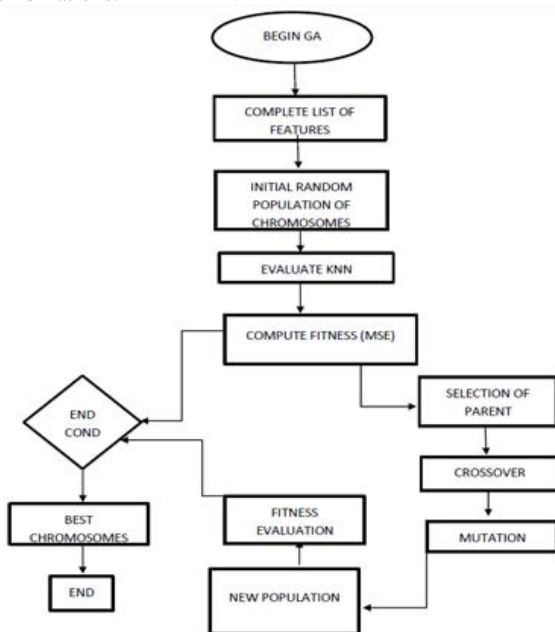 BEGIN GA
COMPLETE LIST OF
FEATURES
INITIAL RANDOM
POPULATION OF
CHROMOSOMES
EVALUATE KNN
COMPUTE FITNESS (MSE)
END
COND
SELECTION OF
PARENT
CROSSOVER
MUTATION
NEW POPULATION
FITNESS
EVALUATION
BEST
CHROMOSOMES
END